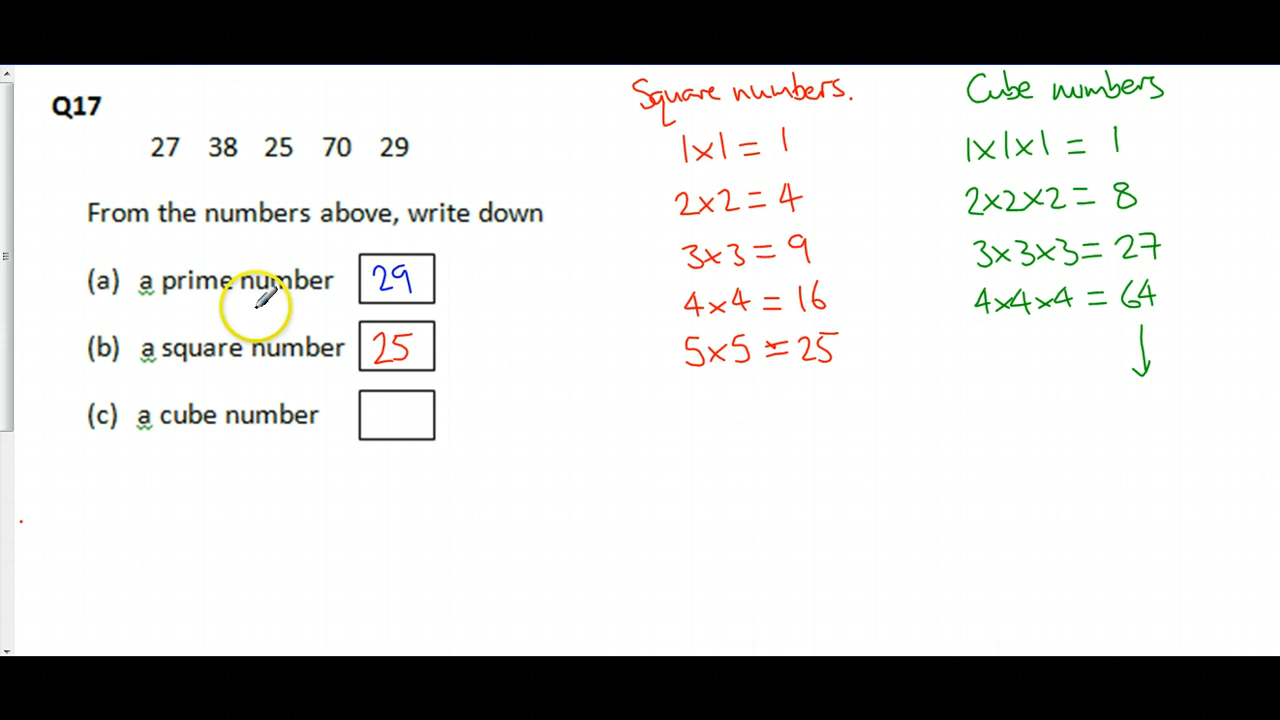 Q17
27 38 25 70 29
From the numbers above, write down
(a) a prime number 29
(b) a square number 25
(c) a cube number
Square numbers.
1x1 = 1
2x2 = 4
3x3 = 9
4x4 = 16
5x5 = 25
Cube numbers
1x1x1 = 1
2x2x2 = 8
3x3x3 = 27
4x4x4 = 64